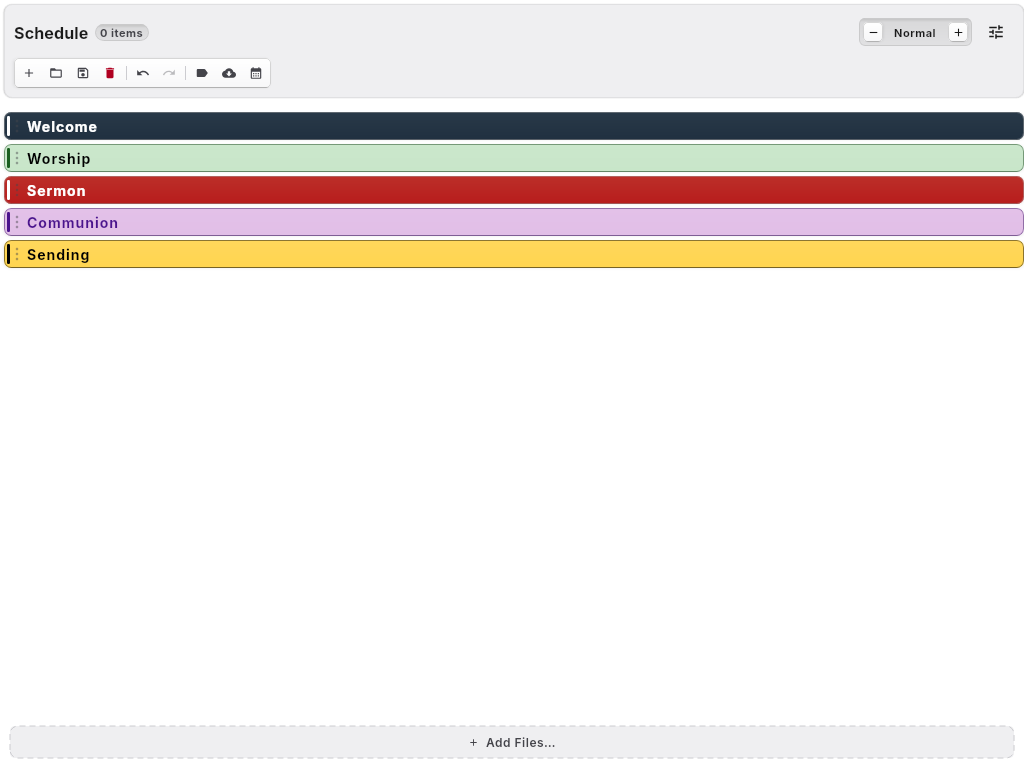 Schedule 0 items
− Normal +
Welcome
Worship
Sermon
Communion
Sending
+ Add Files...